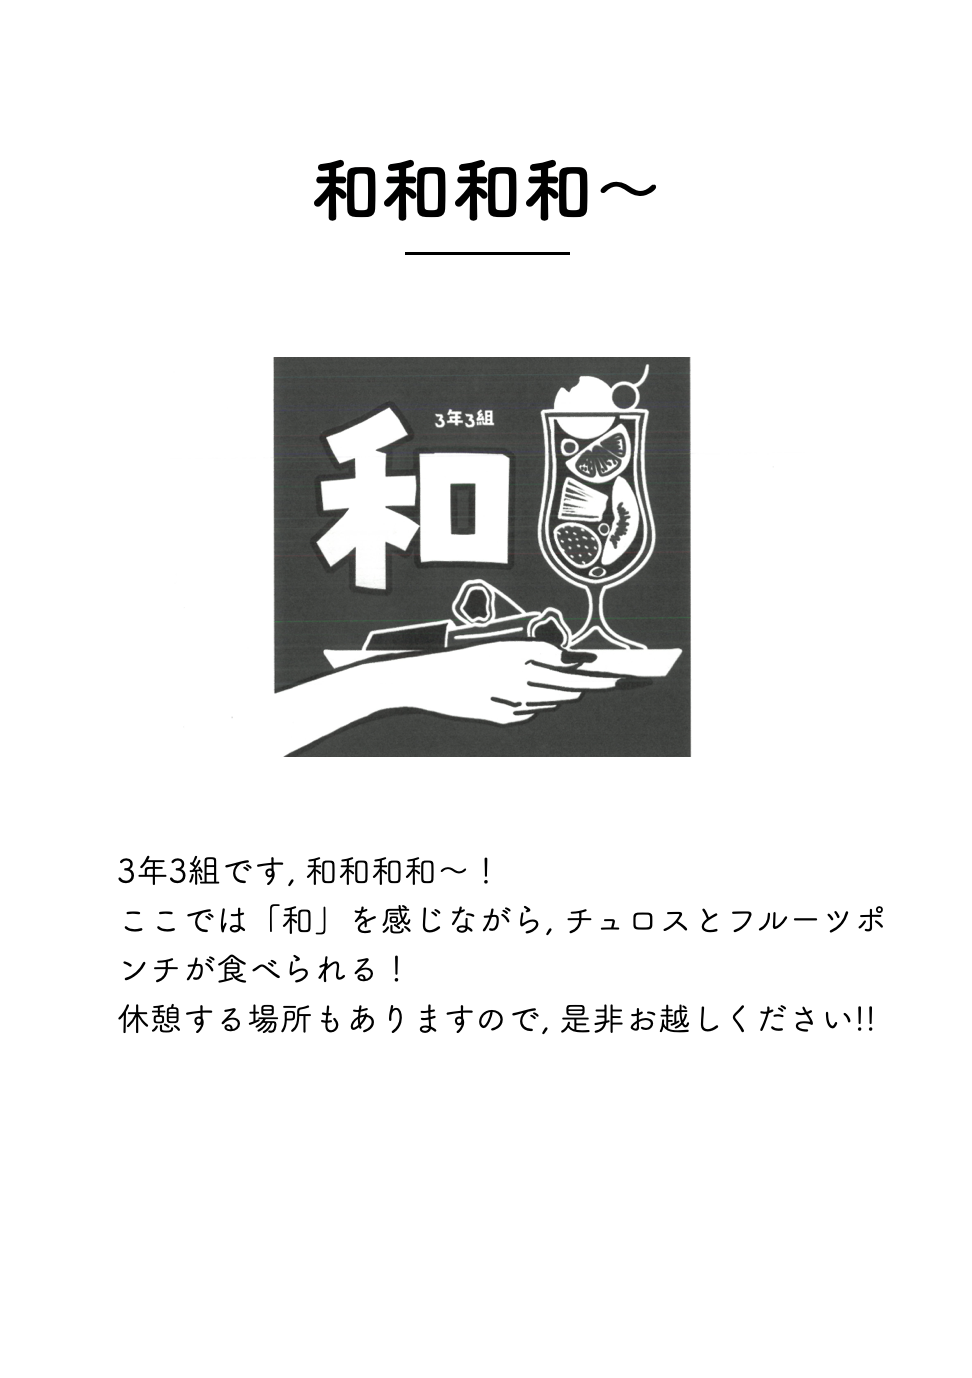 和和和和〜
3年3組
和
3年3組です, 和和和和〜！
ここでは「和」を感じながら, チュロスとフルーツポ
ンチが食べられる！
休憩する場所もありますので, 是非お越しください!!